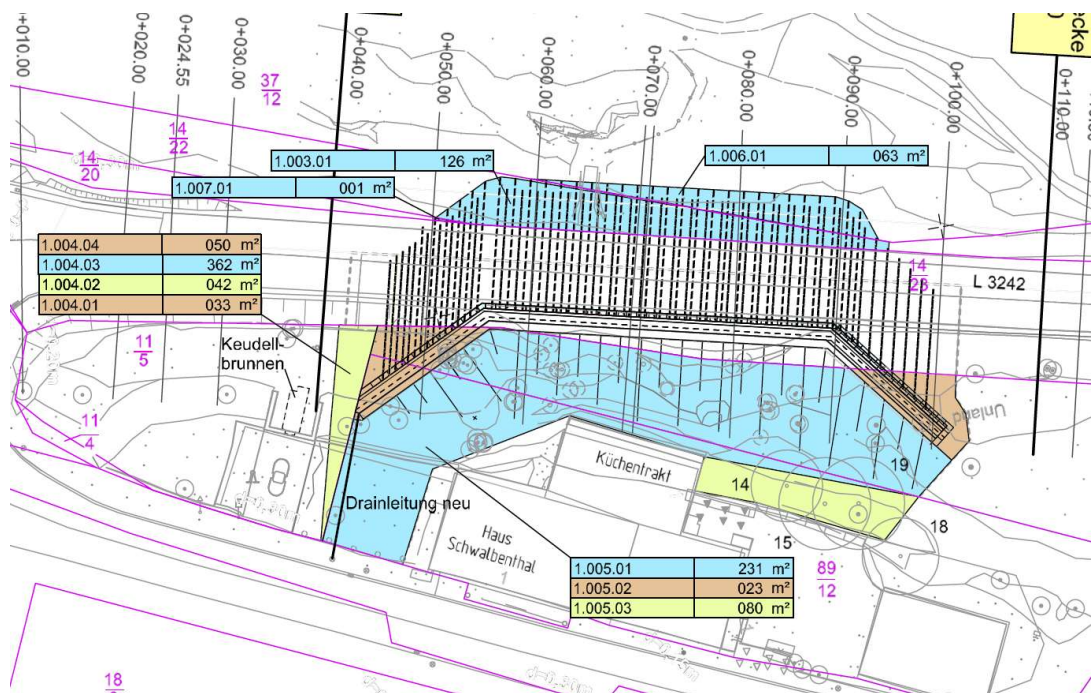 0+010.00
0+020.00
0+024.55
0+030.00
0+040.00
0+050.00
0+060.00
0+070.00
0+080.00
0+090.00
0+100.00
0+110.00
ecke
37
12
14
22
14
20
1.003.01 126 m²
1.006.01 063 m²
1.007.01 001 m²
1.004.04 050 m²
1.004.03 362 m²
1.004.02 042 m²
1.004.01 033 m²
14
23
L 3242
11
5
Keudell-
brunnen
11
4
Unland
Küchentrakt
19
14
18
15
Drainleitung neu
Haus
Schwalbenthal
1
1.005.01 231 m²
1.005.02 023 m²
1.005.03 080 m²
89
12
18